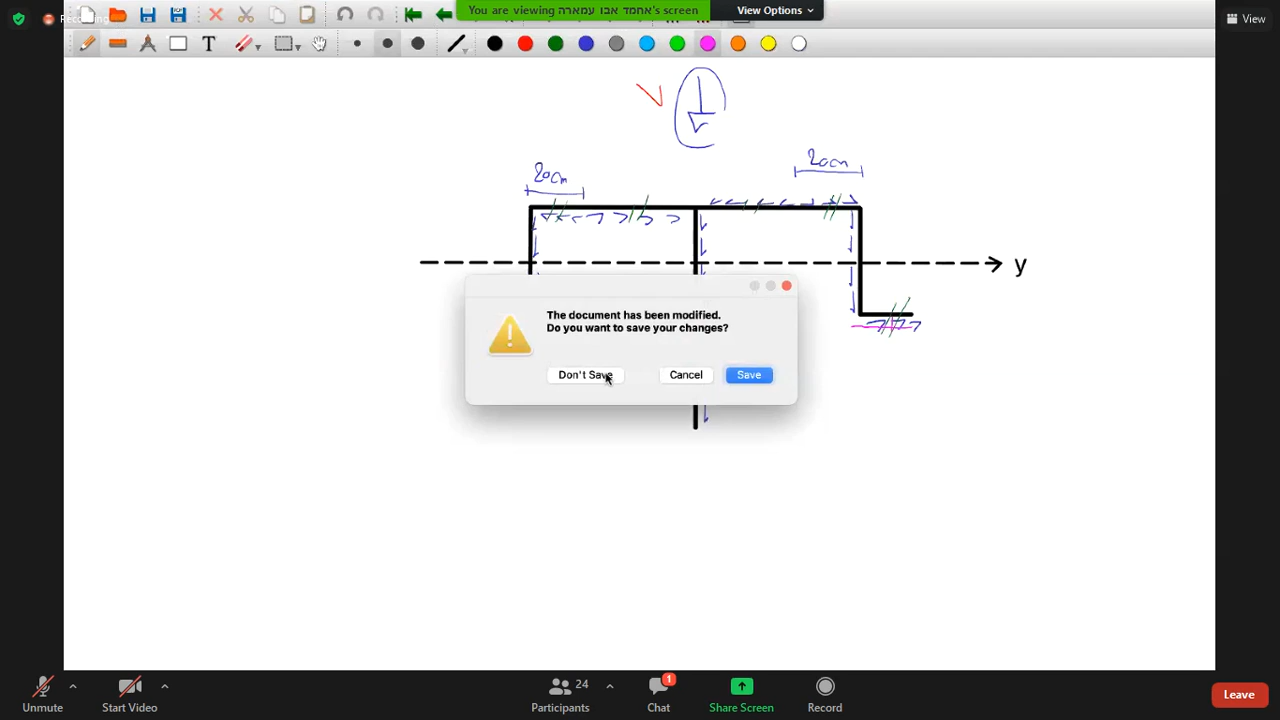 Recording
You are viewing אחמד אבו עמארה's screen
View Options
View
T
V
20cm
20cm
y
The document has been modified.
Do you want to save your changes?
Don't Save
Cancel
Save
Unmute
Start Video
24
Participants
1
Chat
Share Screen
Record
Leave